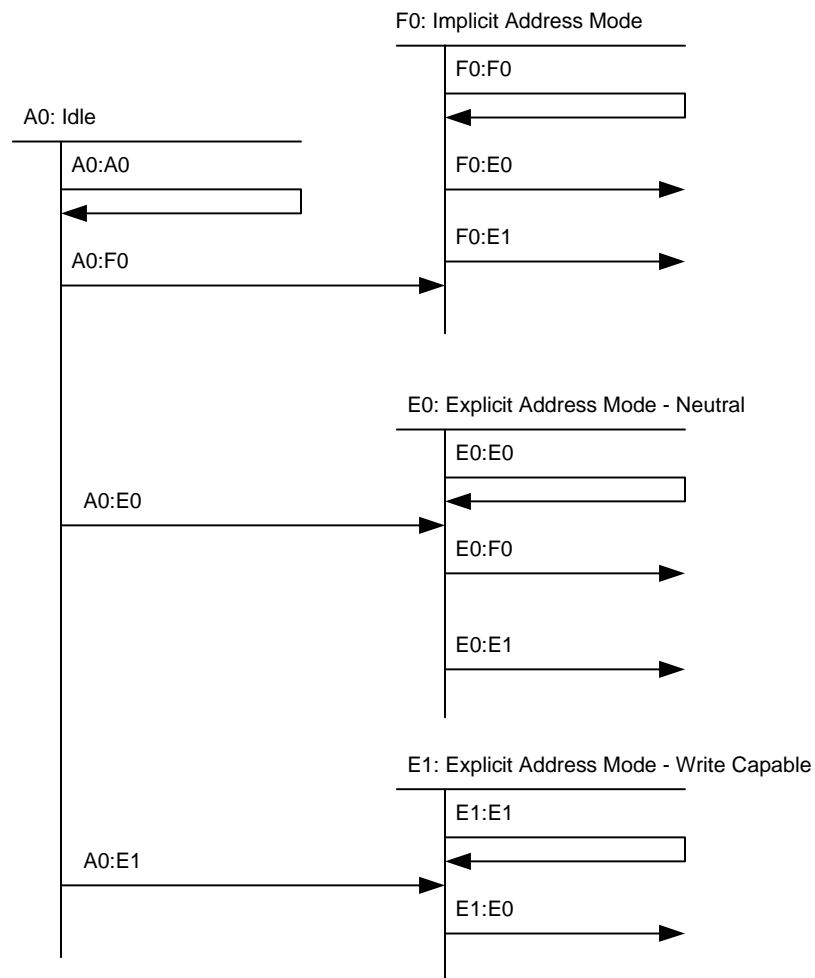 F0: Implicit Address Mode
F0:F0
A0: Idle
A0:A0
F0:E0
F0:E1
A0:F0
E0: Explicit Address Mode - Neutral
E0:E0
A0:E0
E0:F0
E0:E1
E1: Explicit Address Mode - Write Capable
E1:E1
A0:E1
E1:E0